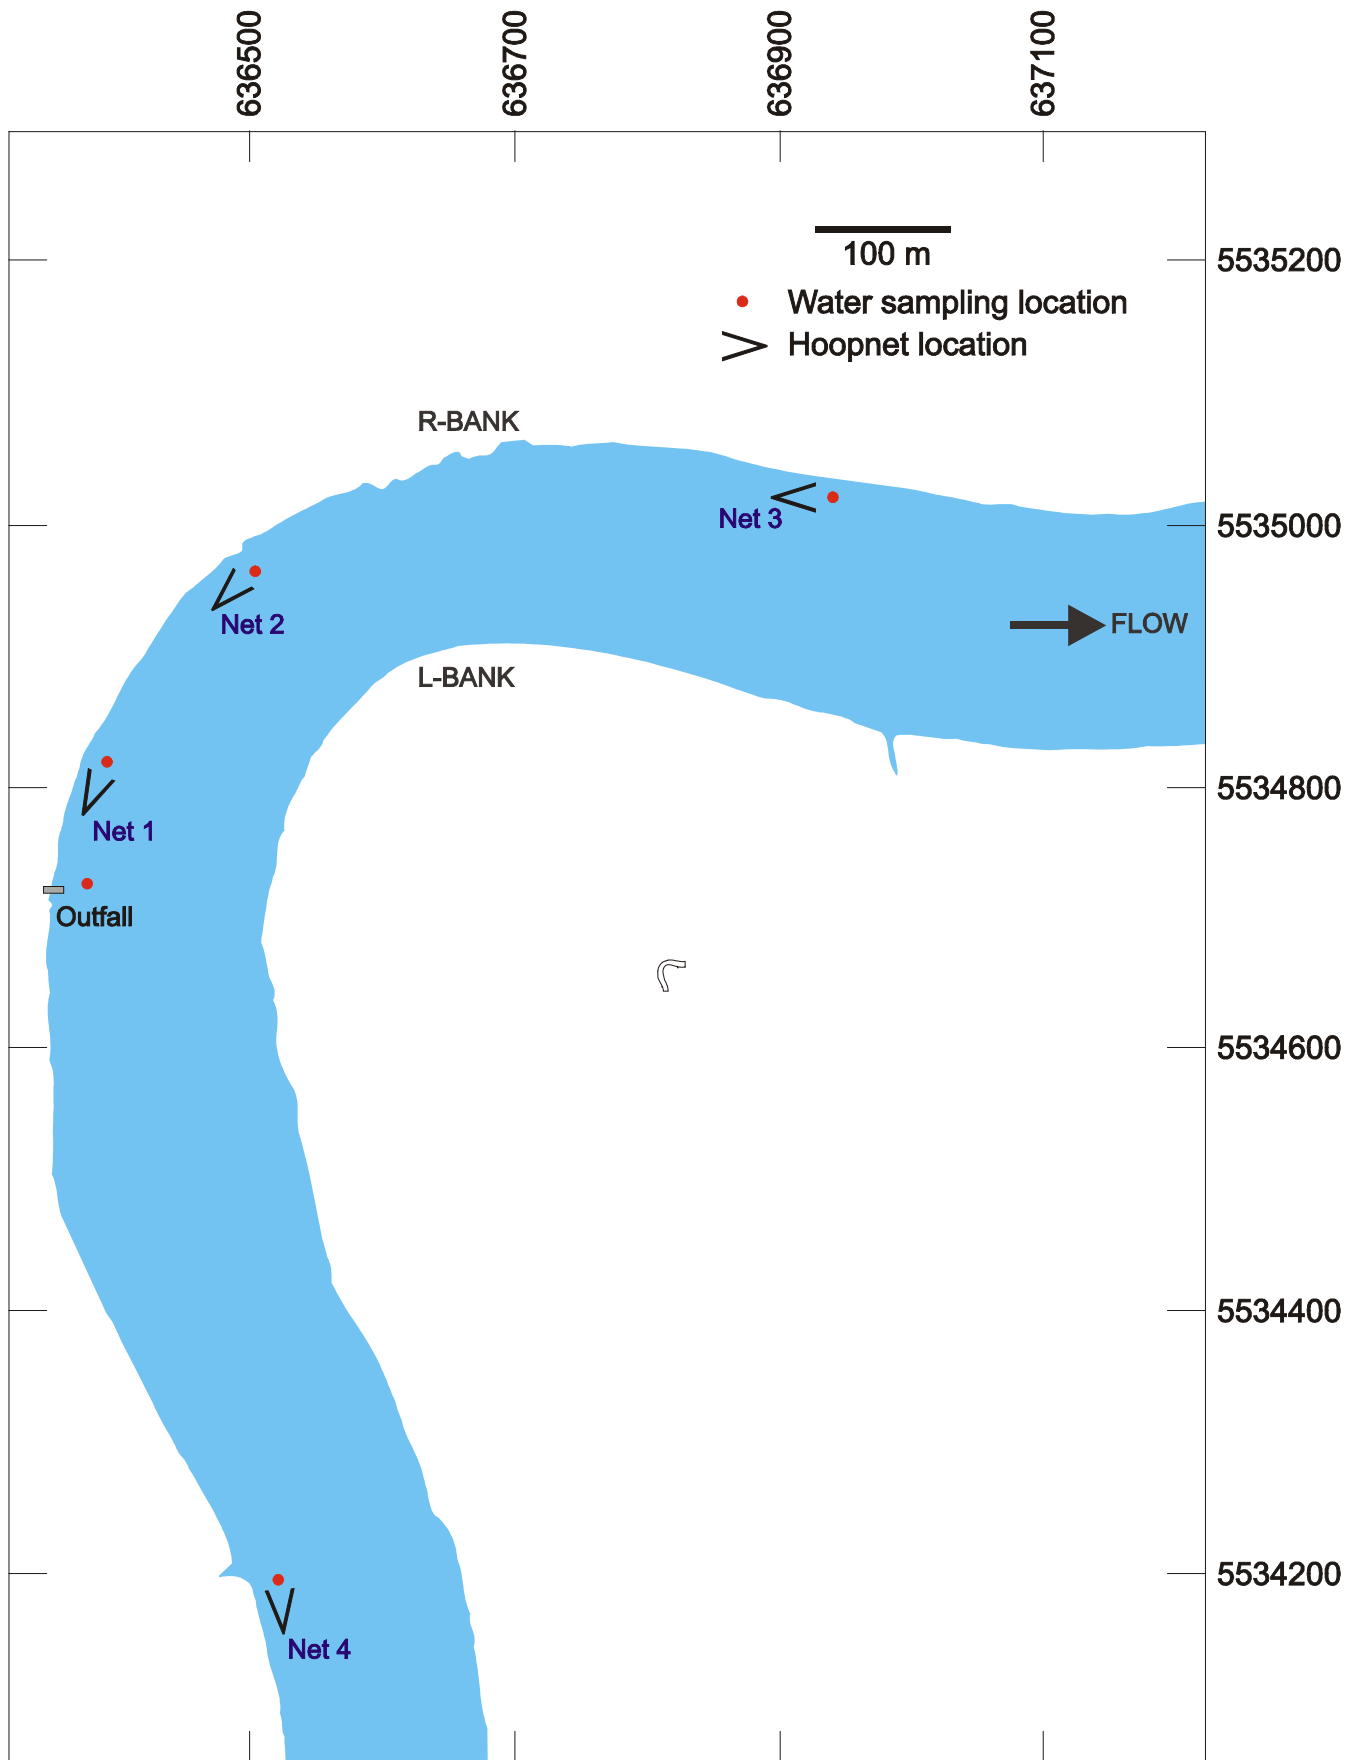 636500
636700
636900
637100
100 m
5535200
Water sampling location
Hoopnet location
R-BANK
Net 3
5535000
Net 2
FLOW
L-BANK
5534800
Net 1
Outfall
5534600
5534400
5534200
Net 4